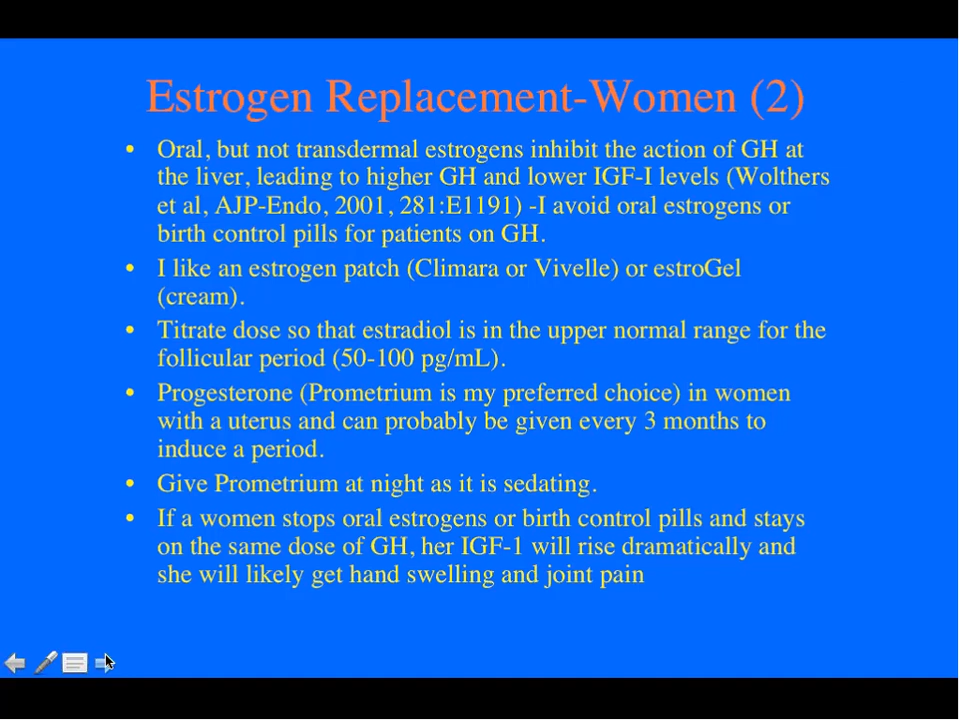 Estrogen Replacement-Women (2)
• Oral, but not transdermal estrogens inhibit the action of GH at
the liver, leading to higher GH and lower IGF-I levels (Wolthers
et al, AJP-Endo, 2001, 281:E1191) -I avoid oral estrogens or
birth control pills for patients on GH.
• I like an estrogen patch (Climara or Vivelle) or estroGel
(cream).
• Titrate dose so that estradiol is in the upper normal range for the
follicular period (50-100 pg/mL).
• Progesterone (Prometrium is my preferred choice) in women
with a uterus and can probably be given every 3 months to
induce a period.
• Give Prometrium at night as it is sedating.
• If a women stops oral estrogens or birth control pills and stays
on the same dose of GH, her IGF-1 will rise dramatically and
she will likely get hand swelling and joint pain